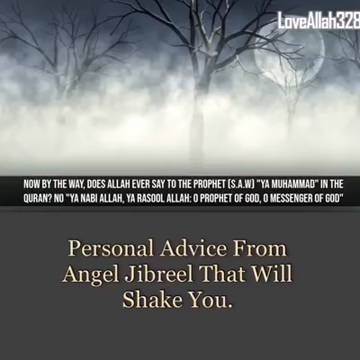 LoveAllah328
NOW BY THE WAY, DOES ALLAH EVER SAY TO THE PROPHET (S.A.W) "YA MUHAMMAD" IN THE
QURAN? NO "YA NABI ALLAH, YA RASOOL ALLAH: O PROPHET OF GOD, O MESSENGER OF GOD"
Personal Advice From
Angel Jibreel That Will
Shake You.